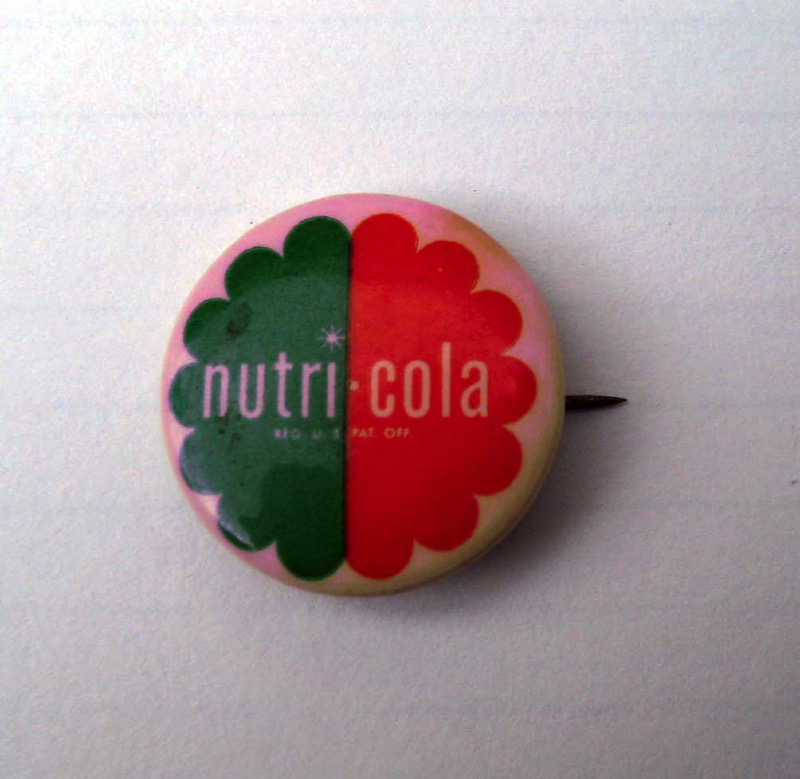 nutri·cola
REG. U. S. PAT. OFF.